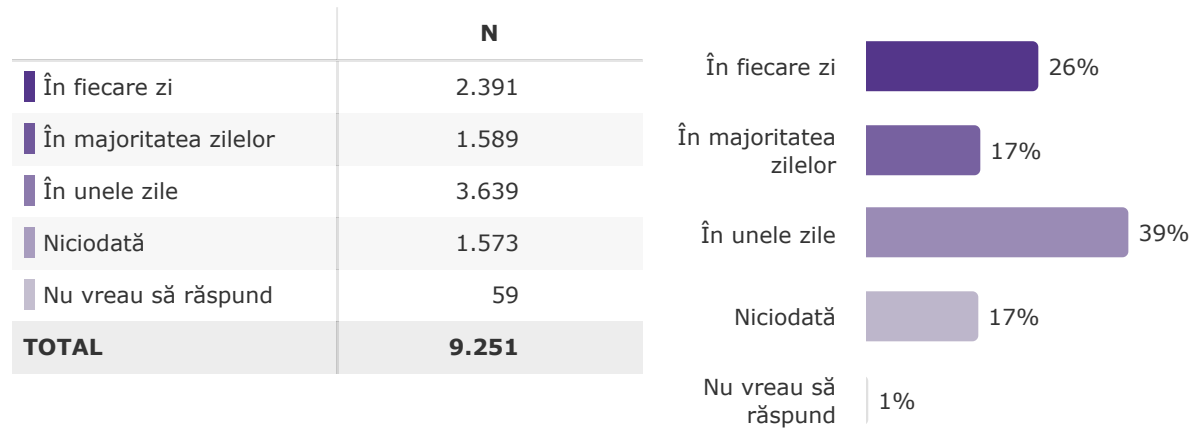 N
În fiecare zi 2.391
În majoritatea zilelor 1.589
În unele zile 3.639
Niciodată 1.573
Nu vreau să răspund 59
TOTAL 9.251
În fiecare zi 26%
În majoritatea
zilelor 17%
În unele zile 39%
Niciodată 17%
Nu vreau să
răspund 1%